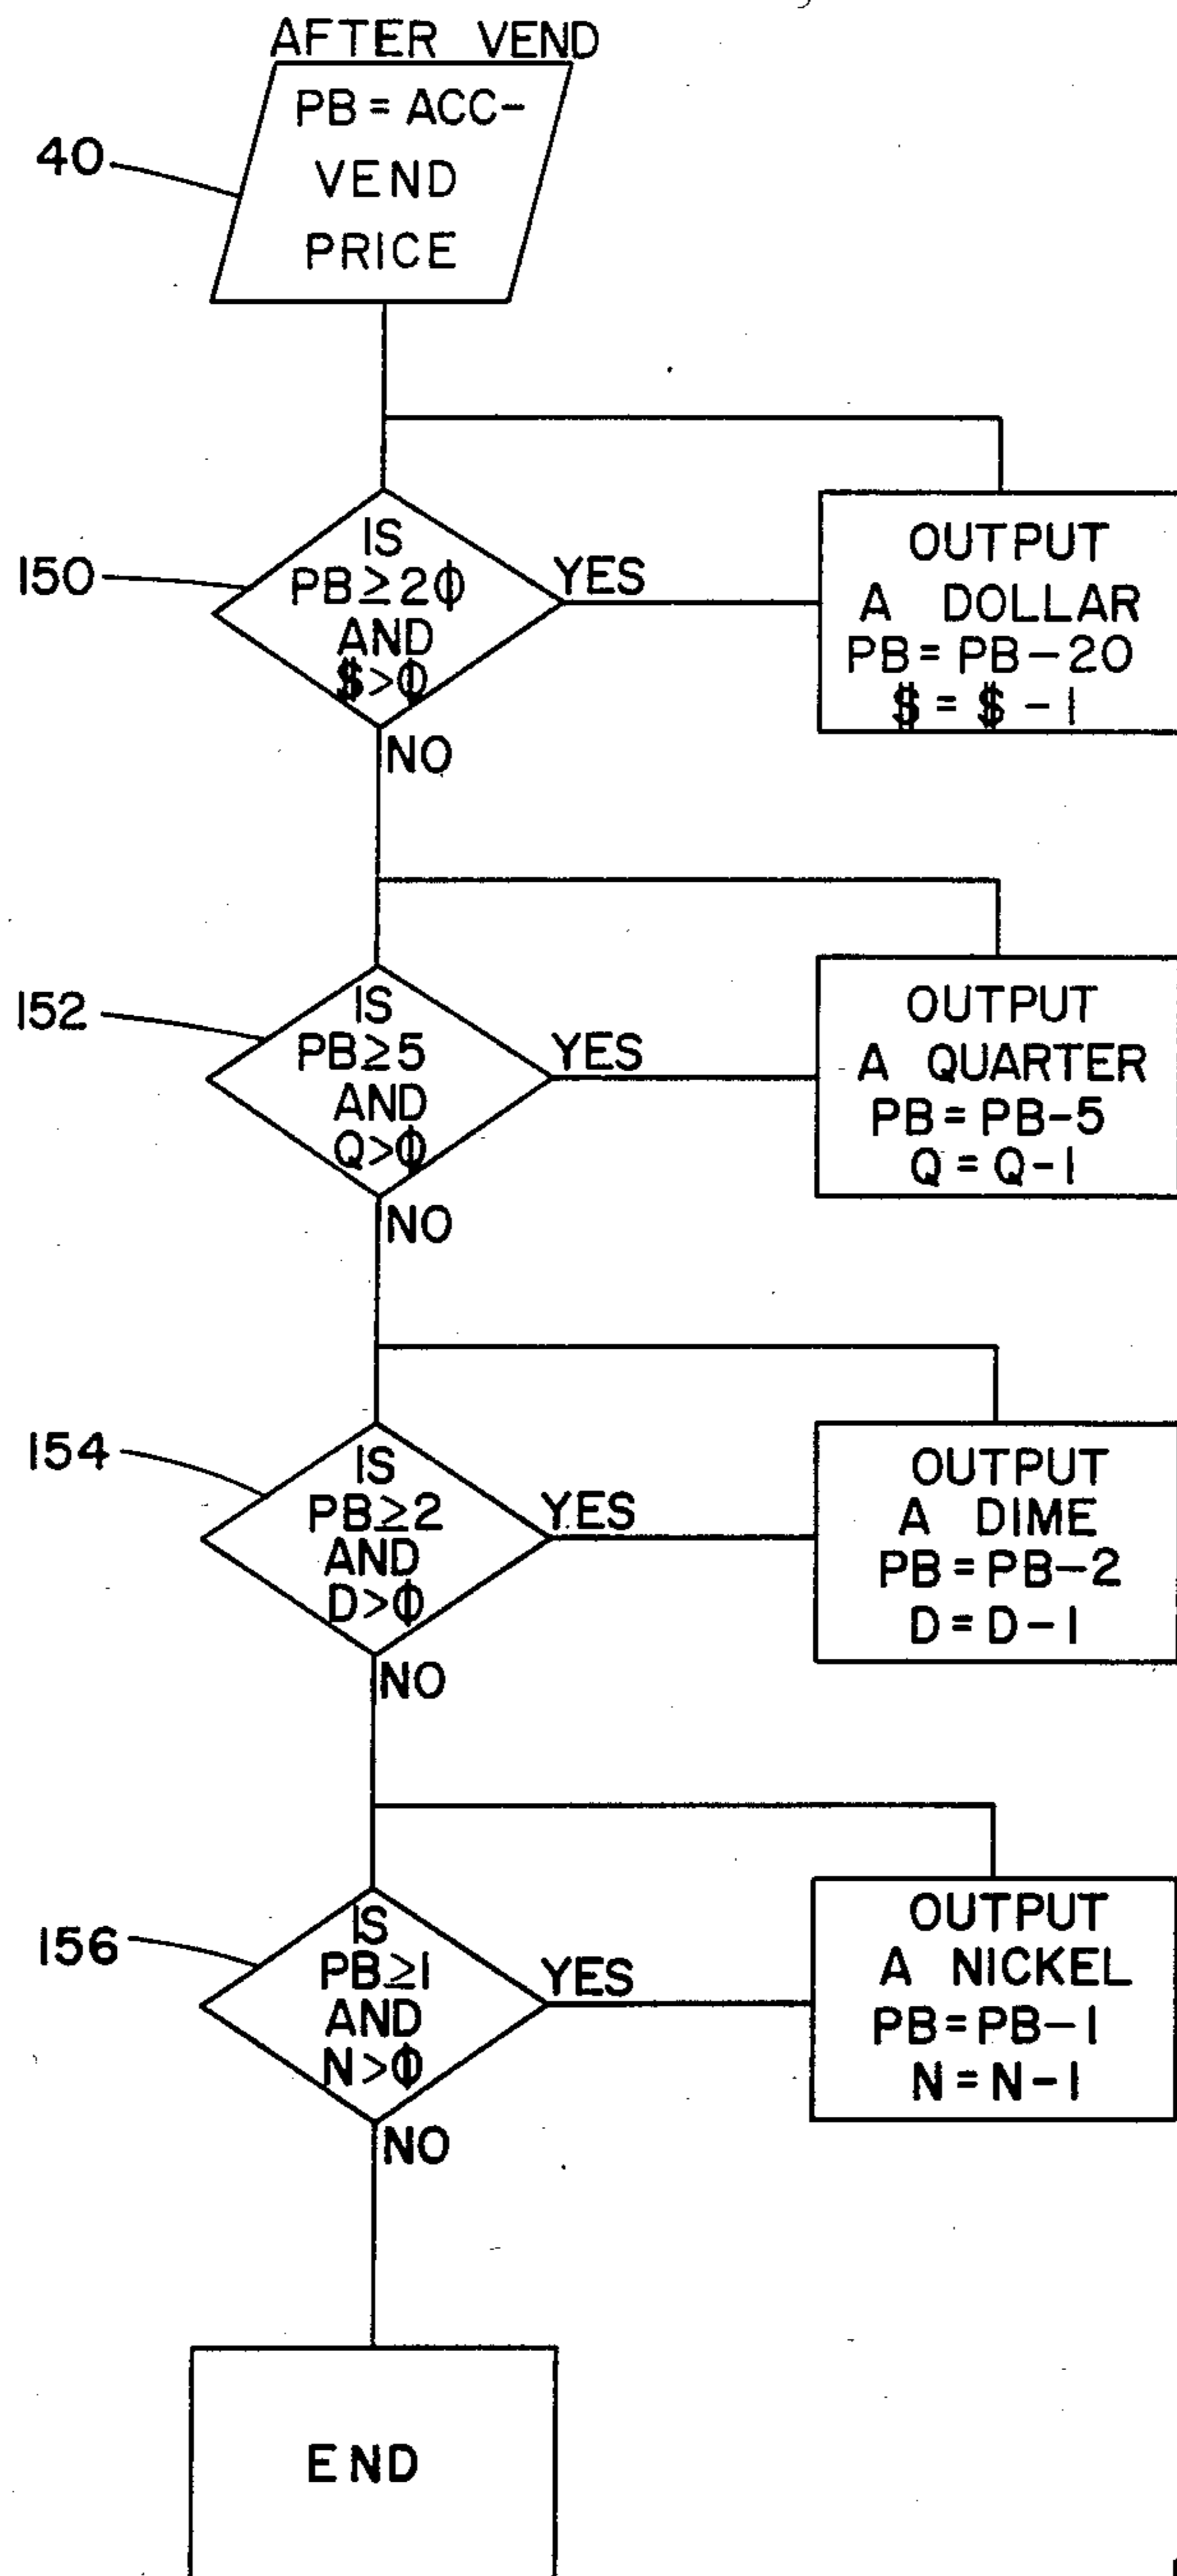 AFTER VEND
PB = ACC-
VEND
PRICE
40
IS
PB ≥ 2ϕ
AND
$ > ϕ
150
YES
NO
OUTPUT
A DOLLAR
PB = PB - 20
$ = $ - 1
IS
PB ≥ 5
AND
Q > ϕ
152
YES
NO
OUTPUT
A QUARTER
PB = PB-5
Q = Q-1
IS
PB ≥ 2
AND
D > ϕ
154
YES
NO
OUTPUT
A DIME
PB = PB-2
D = D-1
IS
PB ≥ 1
AND
N > ϕ
156
YES
NO
OUTPUT
A NICKEL
PB = PB-1
N = N-1
END